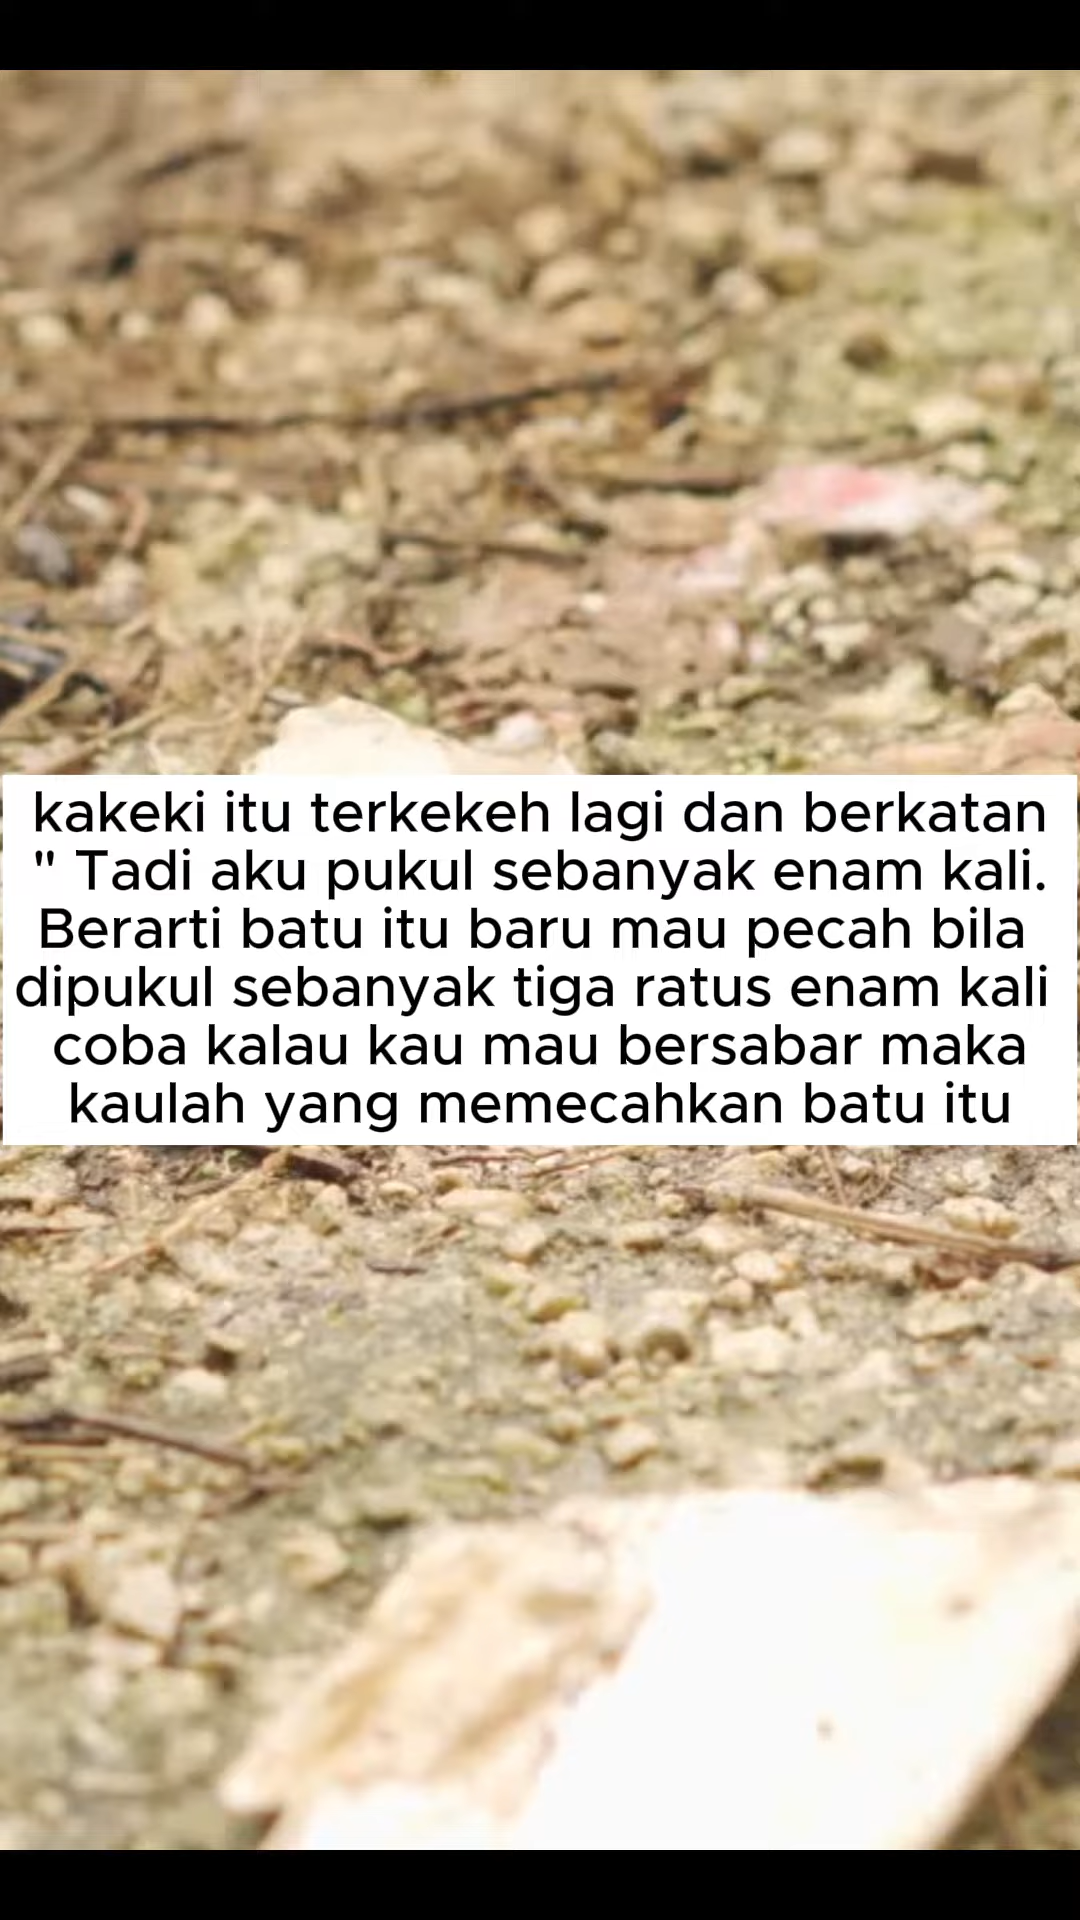 kakeki itu terkekeh lagi dan berkatan
" Tadi aku pukul sebanyak enam kali.
Berarti batu itu baru mau pecah bila
dipukul sebanyak tiga ratus enam kali
coba kalau kau mau bersabar maka
kaulah yang memecahkan batu itu